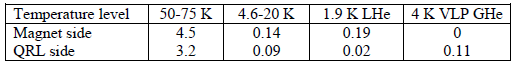 Temperature level 50-75 K 4.6-20 K 1.9 K LHe 4 K VLP GHe
Magnet side 4.5 0.14 0.19 0
QRL side 3.2 0.09 0.02 0.11